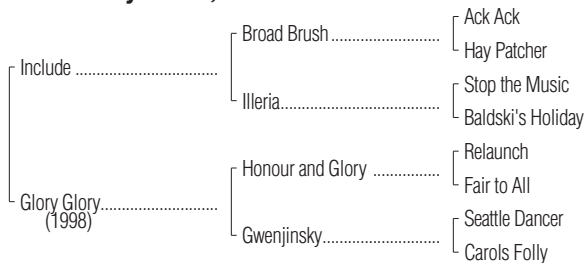 Ack Ack
Broad Brush
Hay Patcher
Include
Stop the Music
Illeria
Baldski's Holiday
Relaunch
Honour and Glory
Fair to All
Glory Glory
(1998)
Seattle Dancer
Gwenjinsky
Carols Folly